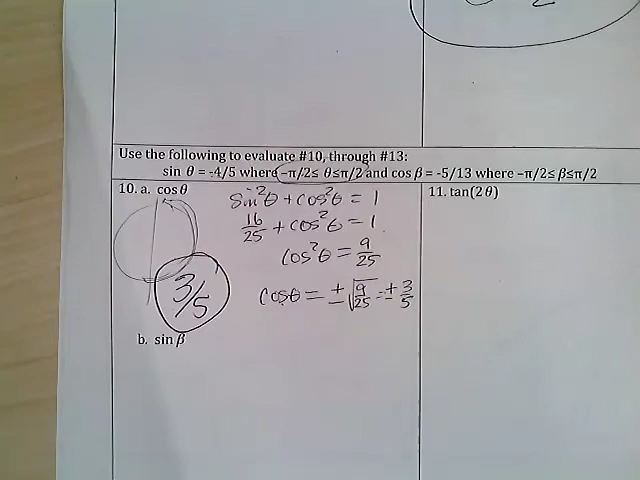 Use the following to evaluate #10, through #13:
sin θ = -4/5 where -π/2≤ θ≤π/2 and cos β = -5/13 where -π/2≤ β≤π/2
10. a. cos θ
sin²θ + cos²θ = 1
16/25 + cos²θ = 1
cos²θ = 9/25
cosθ = ±√9/25 = ± 3/5
3/5
b. sin β
11. tan(2θ)